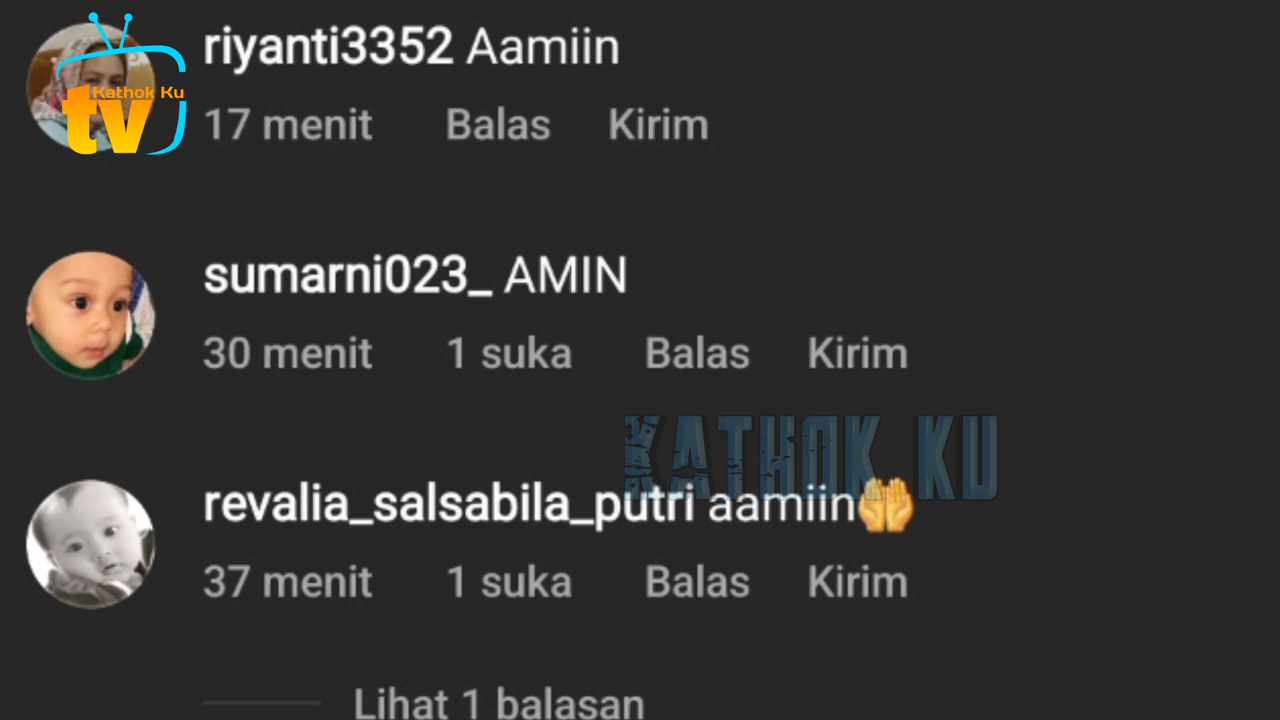 riyanti3352 Aamiin
Kathok Ku
tv
17 menit Balas Kirim
sumarni023_ AMIN
30 menit 1 suka Balas Kirim
KATHOK KU
revalia_salsabila_putri aamiin🤲
37 menit 1 suka Balas Kirim
Lihat 1 balasan